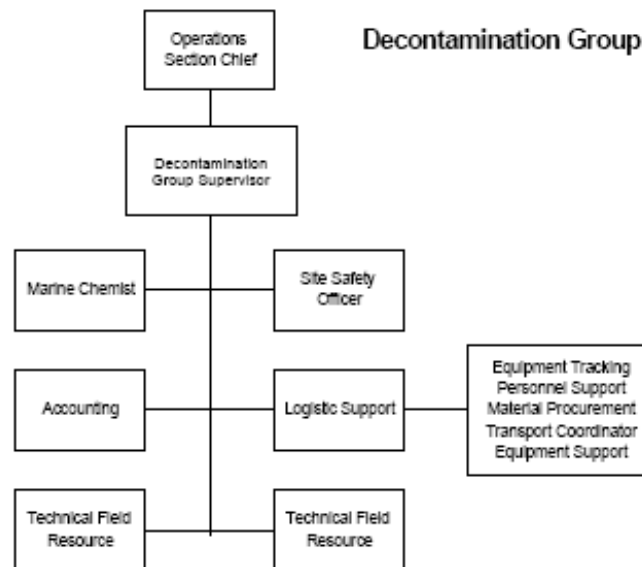 Operations
Section Chief
Decontamination Group
Decontamination
Group Supervisor
Marine Chemist
Site Safety
Officer
Accounting
Logistic Support
Equipment Tracking
Personnel Support
Material Procurement
Transport Coordinator
Equipment Support
Technical Field
Resource
Technical Field
Resource